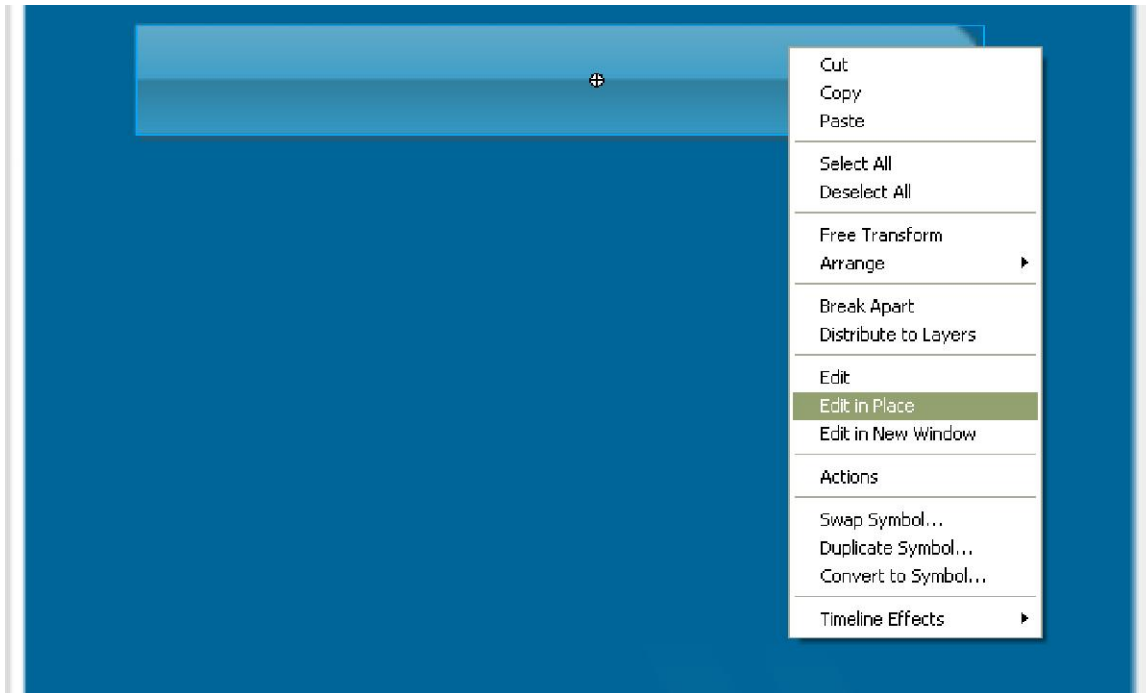 Cut
Copy
Paste
Select All
Deselect All
Free Transform
Arrange
Break Apart
Distribute to Layers
Edit
Edit in Place
Edit in New Window
Actions
Swap Symbol...
Duplicate Symbol...
Convert to Symbol...
Timeline Effects